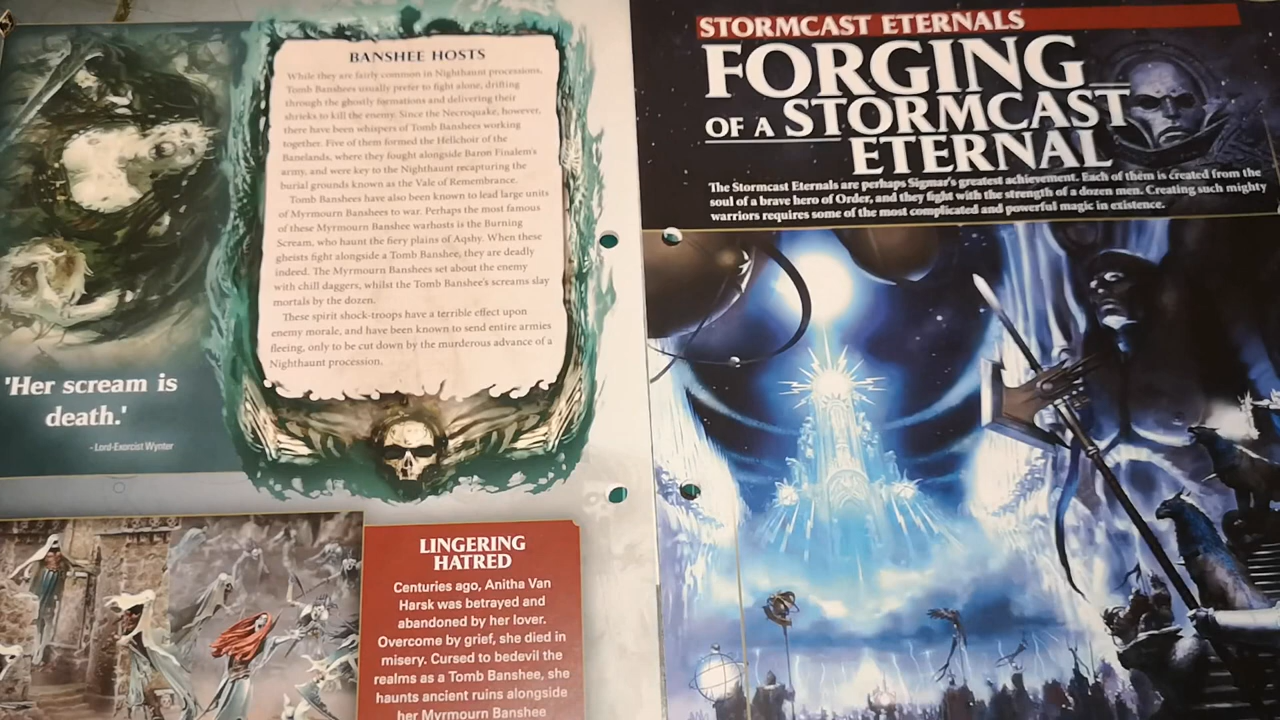 BANSHEE HOSTS
While they are fairly common in Nighthaunt processions,
Tomb Banshees usually prefer to fight alone, drifting
through the ghostly formations and delivering their
shrieks to kill the enemy. Since the Necroquake, however,
there have been whispers of Tomb Banshees working
together. Five of them formed the Hellchoir of the
Banelands, where they fought alongside Baron Finalem's
army, and were key to the Nighthaunt recapturing the
burial grounds known as the Vale of Remembrance.
Tomb Banshees have also been known to lead large units
of Myrmourn Banshees to war. Perhaps the most famous
of these Myrmourn Banshee warhosts is the Burning
Scream, who haunt the fiery plains of Aqshy. When these
gheists fight alongside a Tomb Banshee, they are deadly
indeed. The Myrmourn Banshees set about the enemy
with chill daggers, whilst the Tomb Banshee's screams slay
mortals by the dozen.
These spirit shock-troops have a terrible effect upon
enemy morale, and have been known to send entire armies
fleeing, only to be cut down by the murderous advance of a
Nighthaunt procession.
'Her scream is
death.'
- Lord-Exorcist Wynter
LINGERING
HATRED
Centuries ago, Anitha Van
Harsk was betrayed and
abandoned by her lover.
Overcome by grief, she died in
misery. Cursed to bedevil the
realms as a Tomb Banshee, she
haunts ancient ruins alongside
her Myrmourn Banshee
STORMCAST ETERNALS
FORGING
OF A STORMCAST
ETERNAL
The Stormcast Eternals are perhaps Sigmar's greatest achievement. Each of them is created from the
soul of a brave hero of Order, and they fight with the strength of a dozen men. Creating such mighty
warriors requires some of the most complicated and powerful magic in existence.